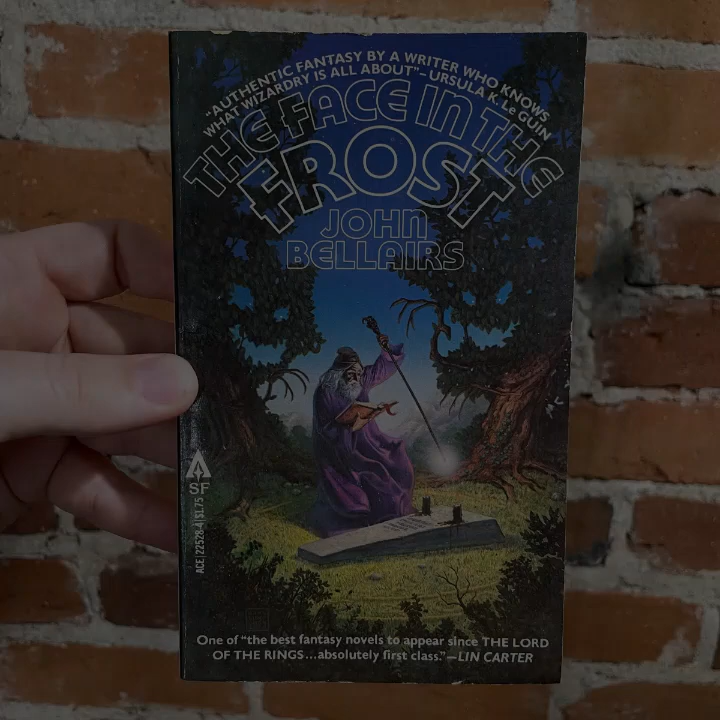 "AUTHENTIC FANTASY BY A WRITER WHO KNOWS
WHAT WIZARDRY IS ALL ABOUT"–URSULA K. Le GUIN
THE FACE IN THE
FROST
JOHN
BELLAIRS
SF
ACE 22528-4 $1.75
One of "the best fantasy novels to appear since THE LORD
OF THE RINGS...absolutely first class."–LIN CARTER